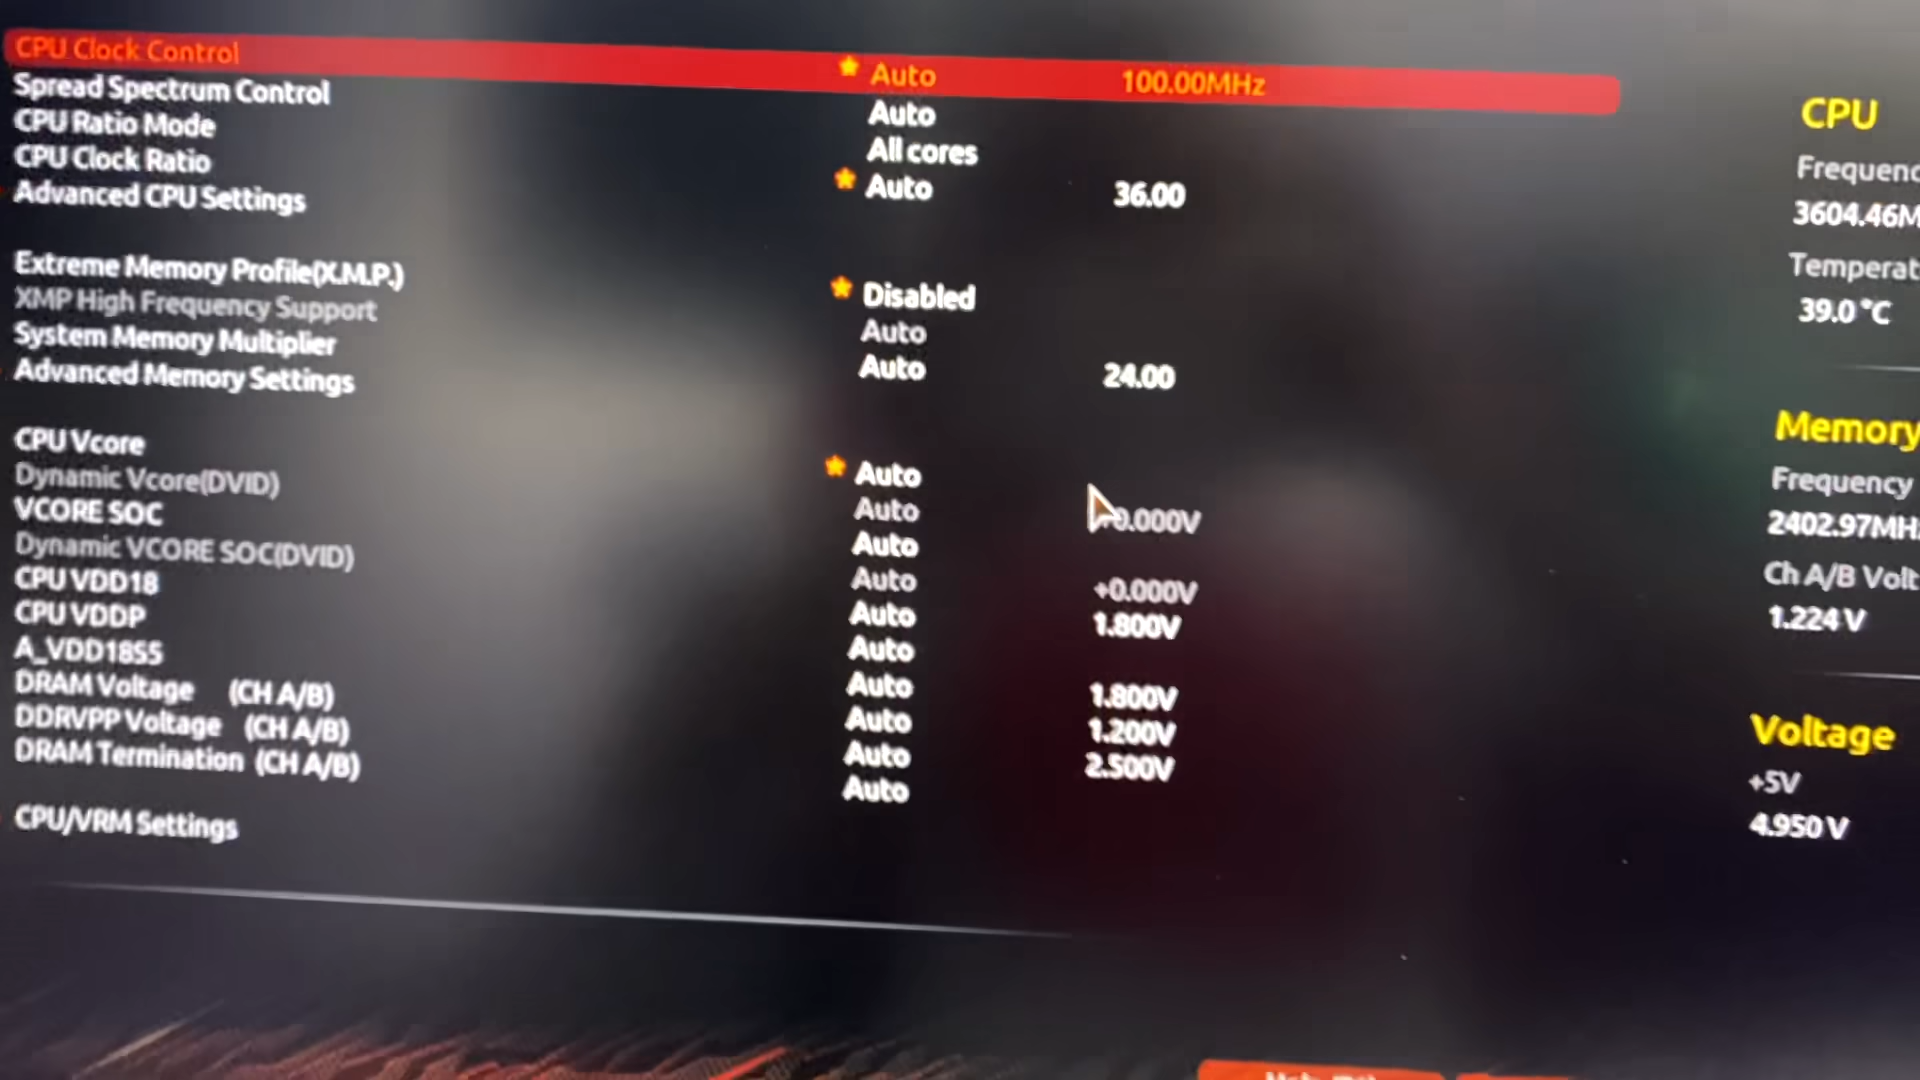 CPU Clock Control Auto 100.00MHz
Spread Spectrum Control Auto
CPU Ratio Mode All cores
CPU Clock Ratio Auto 36.00
Advanced CPU Settings
Extreme Memory Profile(X.M.P.) Disabled
XMP High Frequency Support Auto
System Memory Multiplier Auto 24.00
Advanced Memory Settings
CPU Vcore Auto
Dynamic Vcore(DVID) Auto +0.000V
VCORE SOC Auto
Dynamic VCORE SOC(DVID) Auto +0.000V
CPU VDD18 Auto 1.800V
CPU VDDP Auto
A_VDD18S5 Auto 1.800V
DRAM Voltage (CH A/B) Auto 1.200V
DDRVPP Voltage (CH A/B) Auto 2.500V
DRAM Termination (CH A/B) Auto
CPU/VRM Settings
CPU
Frequenc
3604.46M
Temperat
39.0 °C
Memory
Frequency
2402.97MH
Ch A/B Volt
1.224 V
Voltage
+5V
4.950 V